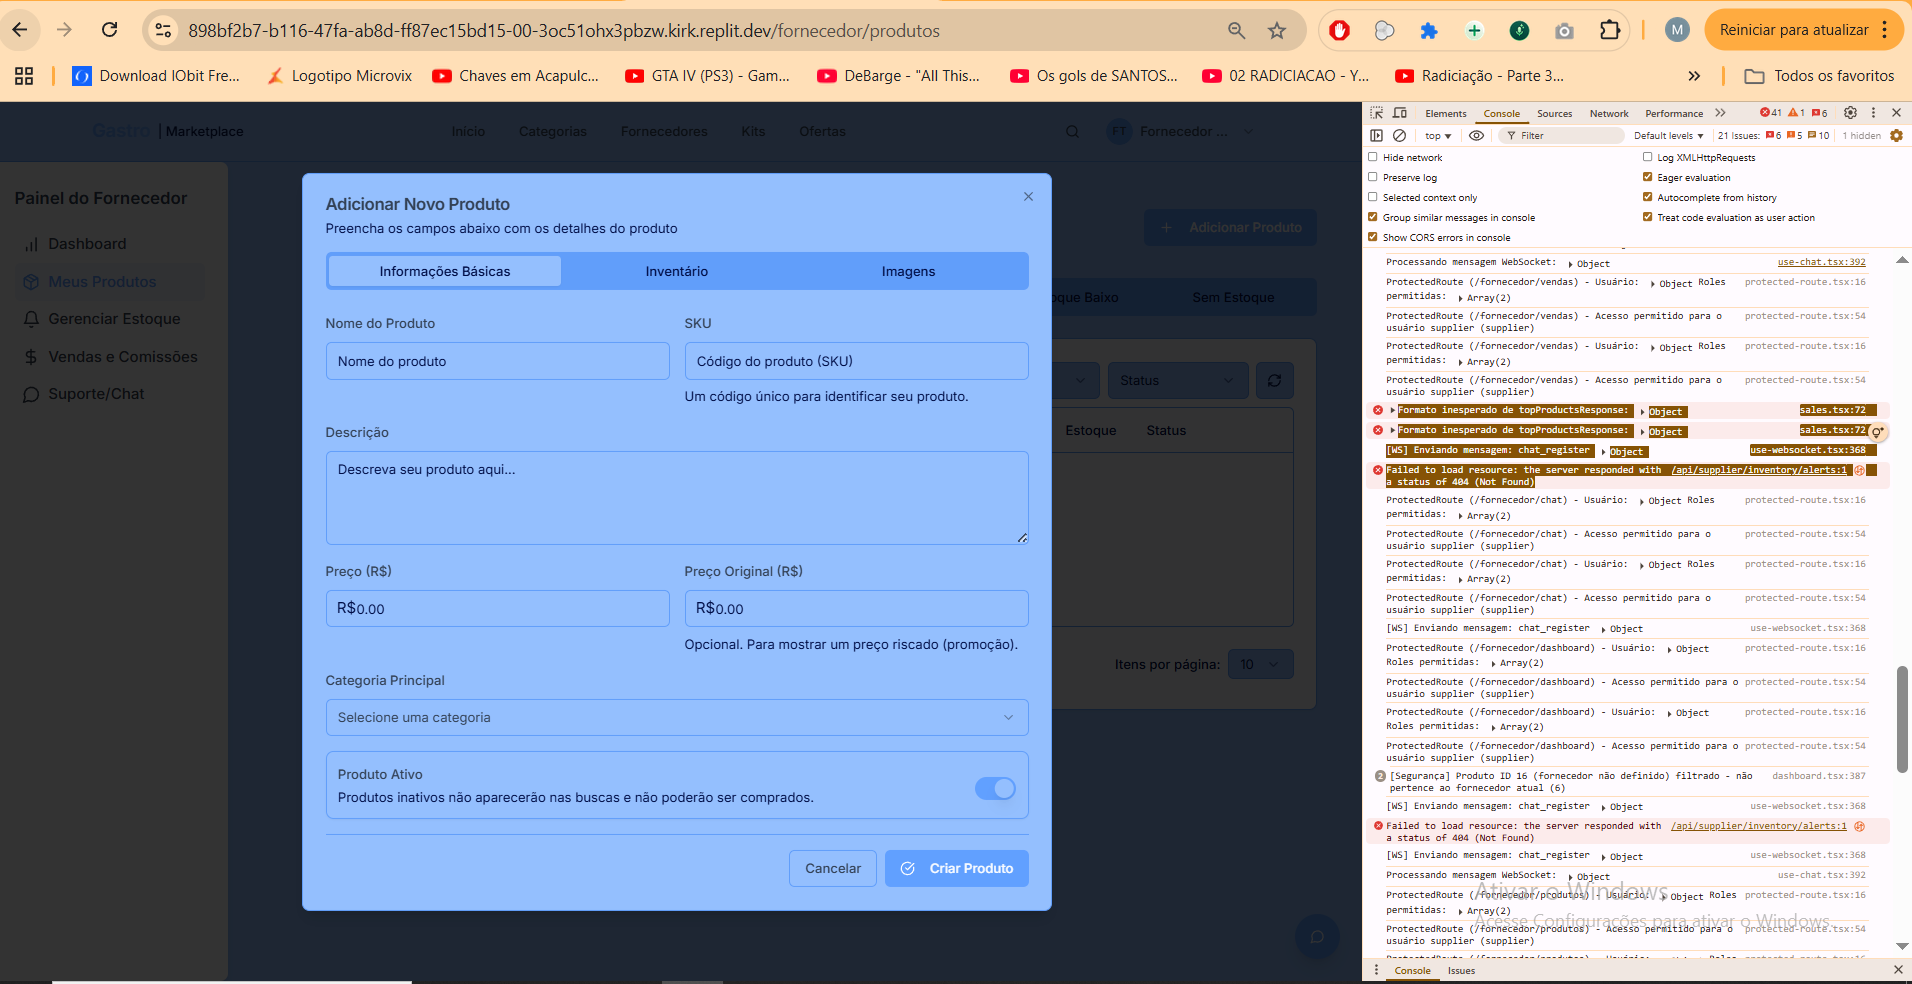 898bf2b7-b116-47fa-ab8d-ff87ec15bd15-00-3oc51ohx3pbzw.kirk.replit.dev/fornecedor/produtos
M
Reiniciar para atualizar
Download IObit Fre...
Logotipo Microvix
Chaves em Acapulc...
GTA IV (PS3) - Gam...
DeBarge - "All This...
Os gols de SANTOS...
02 RADICIACAO - Y...
Radiciação - Parte 3...
Todos os favoritos
Gastro | Marketplace
Início
Categorias
Fornecedores
Kits
Ofertas
FT
Fornecedor ...
Painel do Fornecedor
Dashboard
Meus Produtos
Gerenciar Estoque
Vendas e Comissões
Suporte/Chat
Adicionar Produto
que Baixo
Sem Estoque
Status
Estoque
Status
Itens por página:
10
Adicionar Novo Produto
Preencha os campos abaixo com os detalhes do produto
Informações Básicas
Inventário
Imagens
Nome do Produto
SKU
Nome do produto
Código do produto (SKU)
Um código único para identificar seu produto.
Descrição
Descreva seu produto aqui...
Preço (R$)
Preço Original (R$)
R$0.00
R$0.00
Opcional. Para mostrar um preço riscado (promoção).
Categoria Principal
Selecione uma categoria
Produto Ativo
Produtos inativos não aparecerão nas buscas e não poderão ser comprados.
Cancelar
Criar Produto
Elements
Console
Sources
Network
Performance
41
1
6
top
Filter
Default levels
21 Issues:
6
5
10
1 hidden
Hide network
Log XMLHttpRequests
Preserve log
Eager evaluation
Selected context only
Autocomplete from history
Group similar messages in console
Treat code evaluation as user action
Show CORS errors in console
Processando mensagem WebSocket: Object use-chat.tsx:392
ProtectedRoute (/fornecedor/vendas) - Usuário: Object Roles protected-route.tsx:16
permitidas: Array(2)
ProtectedRoute (/fornecedor/vendas) - Acesso permitido para o protected-route.tsx:54
usuário supplier (supplier)
ProtectedRoute (/fornecedor/vendas) - Usuário: Object Roles protected-route.tsx:16
permitidas: Array(2)
ProtectedRoute (/fornecedor/vendas) - Acesso permitido para o protected-route.tsx:54
usuário supplier (supplier)
Formato inesperado de topProductsResponse: Object sales.tsx:72
Formato inesperado de topProductsResponse: Object sales.tsx:72
[WS] Enviando mensagem: chat_register Object use-websocket.tsx:368
Failed to load resource: the server responded with /api/supplier/inventory/alerts:1
a status of 404 (Not Found)
ProtectedRoute (/fornecedor/chat) - Usuário: Object Roles protected-route.tsx:16
permitidas: Array(2)
ProtectedRoute (/fornecedor/chat) - Acesso permitido para o protected-route.tsx:54
usuário supplier (supplier)
ProtectedRoute (/fornecedor/chat) - Usuário: Object Roles protected-route.tsx:16
permitidas: Array(2)
ProtectedRoute (/fornecedor/chat) - Acesso permitido para o protected-route.tsx:54
usuário supplier (supplier)
[WS] Enviando mensagem: chat_register Object use-websocket.tsx:368
ProtectedRoute (/fornecedor/dashboard) - Usuário: Object protected-route.tsx:16
Roles permitidas: Array(2)
ProtectedRoute (/fornecedor/dashboard) - Acesso permitido para o protected-route.tsx:54
usuário supplier (supplier)
ProtectedRoute (/fornecedor/dashboard) - Usuário: Object protected-route.tsx:16
Roles permitidas: Array(2)
ProtectedRoute (/fornecedor/dashboard) - Acesso permitido para o protected-route.tsx:54
usuário supplier (supplier)
2 [Segurança] Produto ID 16 (fornecedor não definido) filtrado - não dashboard.tsx:387
pertence ao fornecedor atual (6)
[WS] Enviando mensagem: chat_register Object use-websocket.tsx:368
Failed to load resource: the server responded with /api/supplier/inventory/alerts:1
a status of 404 (Not Found)
[WS] Enviando mensagem: chat_register Object use-websocket.tsx:368
Processando mensagem WebSocket: Object use-chat.tsx:392
ProtectedRoute (/fornecedor/produtos) - Usuário: Object Roles protected-route.tsx:16
permitidas: Array(2)
ProtectedRoute (/fornecedor/produtos) - Acesso permitido para o protected-route.tsx:54
usuário supplier (supplier)
Ativar o Windows
Acesse Configurações para ativar o Windows.
Console
Issues